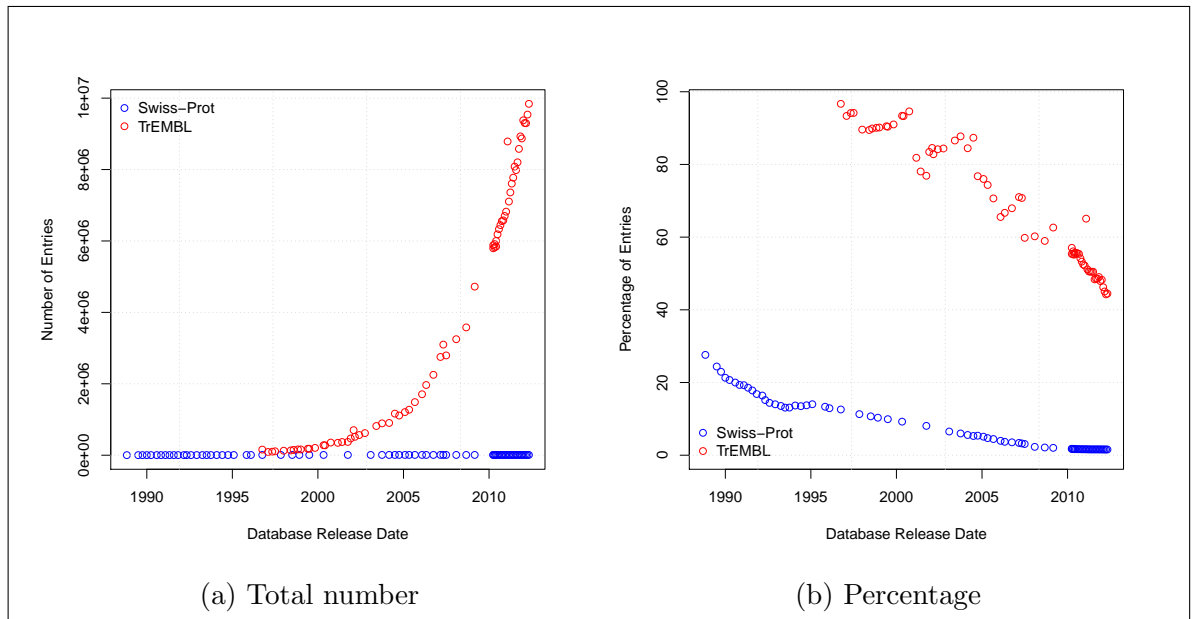 Number of Entries
1e+07
8e+06
6e+06
4e+06
2e+06
0e+00
Swiss−Prot
TrEMBL
1990 1995 2000 2005 2010
Database Release Date
(a) Total number
Percentage of Entries
100
80
60
40
20
0
Swiss−Prot
TrEMBL
1990 1995 2000 2005 2010
Database Release Date
(b) Percentage